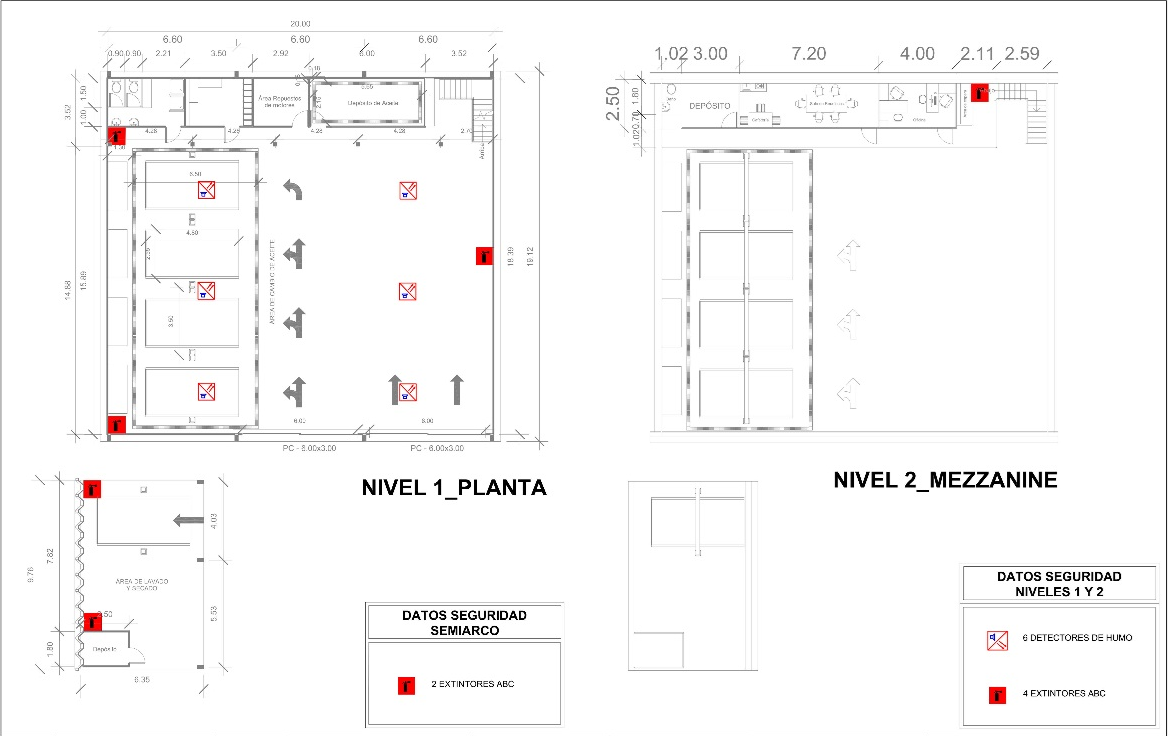 20.00
6.60 6.60 6.60
0.90 0.90 2.21 3.50 2.92 6.00 3.52
1.02 3.00 7.20 4.00 2.11 2.59
3.62
1.50
1.00
Área Repuestos
de motores
Depósito de Aceite
2.50
1.80
DEPÓSITO
4.28 4.28 4.28 4.28 2.70
6.50
4.80
3.50
14.88
15.89
18.39
19.12
ÁREA DE CAMBIO DE ACEITE
6.00 6.00
PC - 6.00x3.00 PC - 6.00x3.00
NIVEL 1_PLANTA
NIVEL 2_MEZZANINE
9.76
7.82
1.80
4.03
5.53
ÁREA DE LAVADO
Y SECADO
Depósito
6.35
DATOS SEGURIDAD
SEMIARCO
2 EXTINTORES ABC
DATOS SEGURIDAD
NIVELES 1 Y 2
6 DETECTORES DE HUMO
4 EXTINTORES ABC